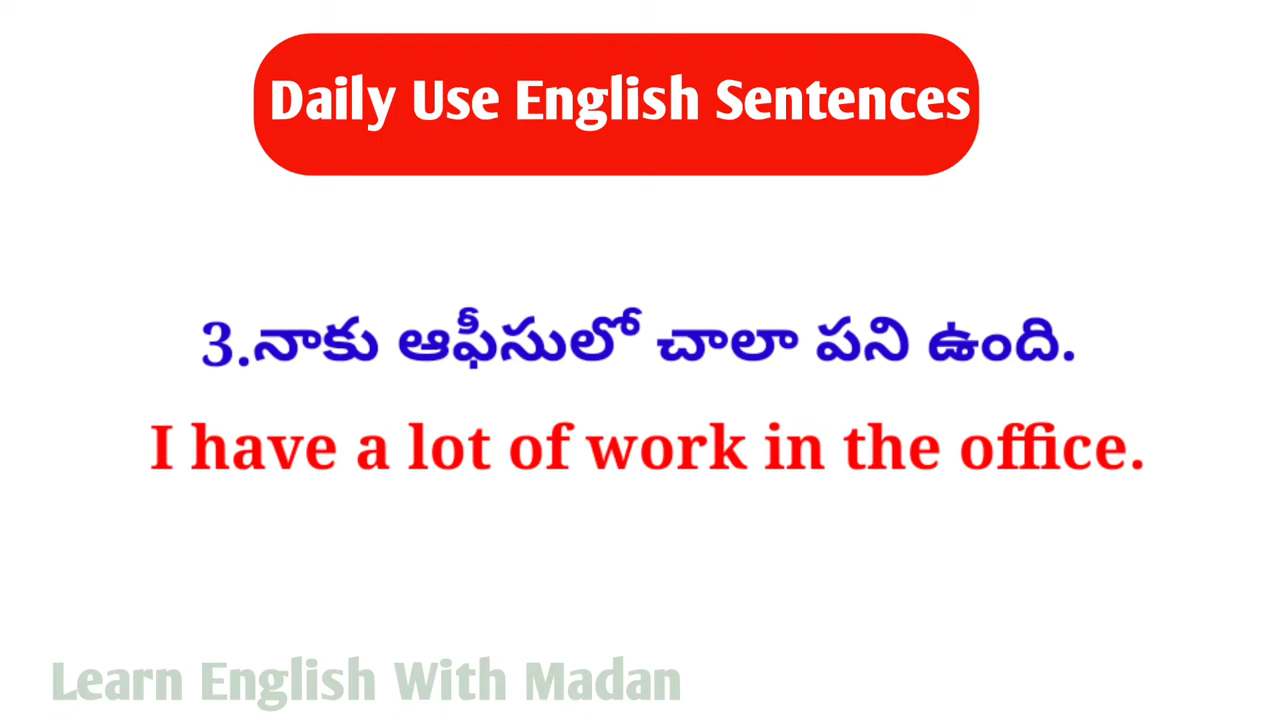 Daily Use English Sentences
3.నాకు ఆఫీసులో చాలా పని ఉంది.
I have a lot of work in the office.
Learn English With Madan